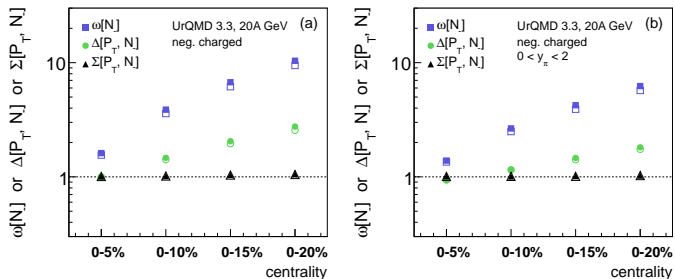 ω[N-] or Δ[P_T, N-] or Σ[P_T, N-]
10
1
ω[N-]
Δ[P_T, N-]
Σ[P_T, N-]
UrQMD 3.3, 20A GeV
neg. charged
(a)
0-5% 0-10% 0-15% 0-20%
centrality
ω[N-] or Δ[P_T, N-] or Σ[P_T, N-]
10
1
ω[N-]
Δ[P_T, N-]
Σ[P_T, N-]
UrQMD 3.3, 20A GeV
neg. charged
0 < y_π < 2
(b)
0-5% 0-10% 0-15% 0-20%
centrality